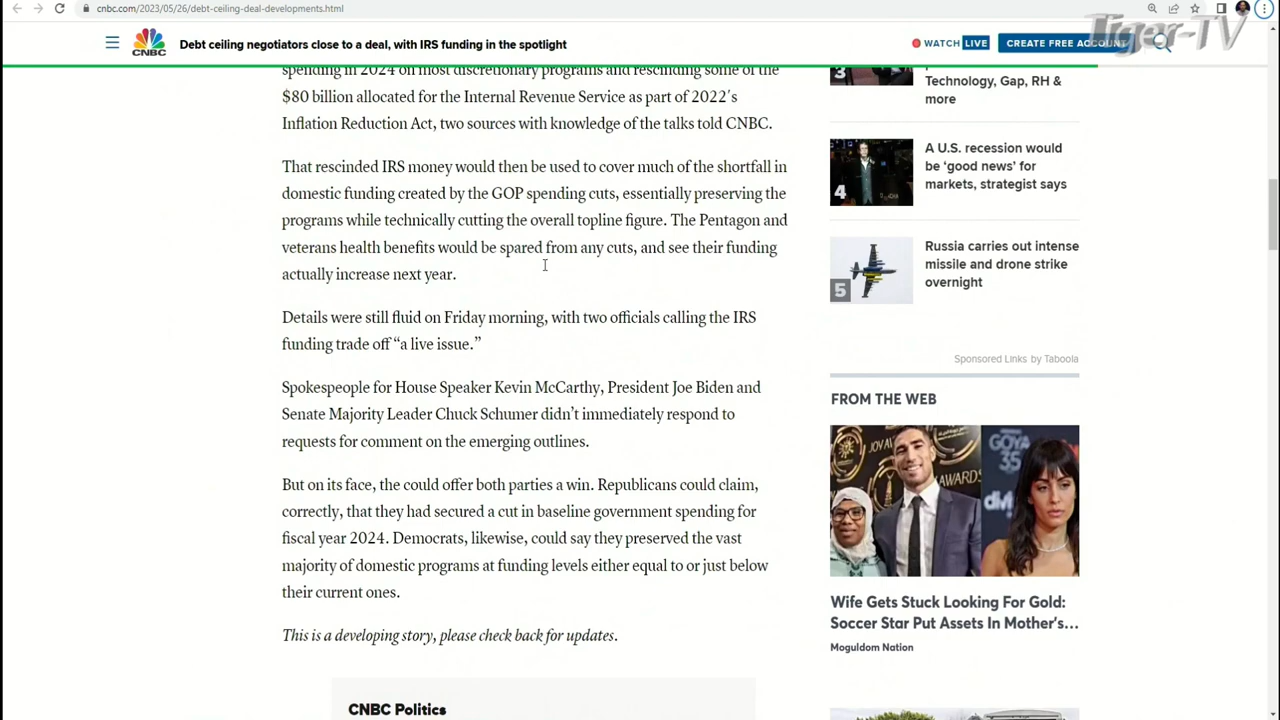 cnbc.com/2023/05/26/debt-ceiling-deal-developments.html
Tiger-TV
CNBC
Debt ceiling negotiators close to a deal, with IRS funding in the spotlight
WATCH LIVE
CREATE FREE ACCOUNT
spending in 2024 on most discretionary programs and rescinding some of the
$80 billion allocated for the Internal Revenue Service as part of 2022's
Inflation Reduction Act, two sources with knowledge of the talks told CNBC.
That rescinded IRS money would then be used to cover much of the shortfall in
domestic funding created by the GOP spending cuts, essentially preserving the
programs while technically cutting the overall topline figure. The Pentagon and
veterans health benefits would be spared from any cuts, and see their funding
actually increase next year.
Details were still fluid on Friday morning, with two officials calling the IRS
funding trade off “a live issue.”
Spokespeople for House Speaker Kevin McCarthy, President Joe Biden and
Senate Majority Leader Chuck Schumer didn’t immediately respond to
requests for comment on the emerging outlines.
But on its face, the could offer both parties a win. Republicans could claim,
correctly, that they had secured a cut in baseline government spending for
fiscal year 2024. Democrats, likewise, could say they preserved the vast
majority of domestic programs at funding levels either equal to or just below
their current ones.
This is a developing story, please check back for updates.
CNBC Politics
3
Technology, Gap, RH &
more
4
A U.S. recession would
be ‘good news’ for
markets, strategist says
5
Russia carries out intense
missile and drone strike
overnight
Sponsored Links by Taboola
FROM THE WEB
GOYA
35
AWARDS
Wife Gets Stuck Looking For Gold:
Soccer Star Put Assets In Mother’s…
Moguldom Nation